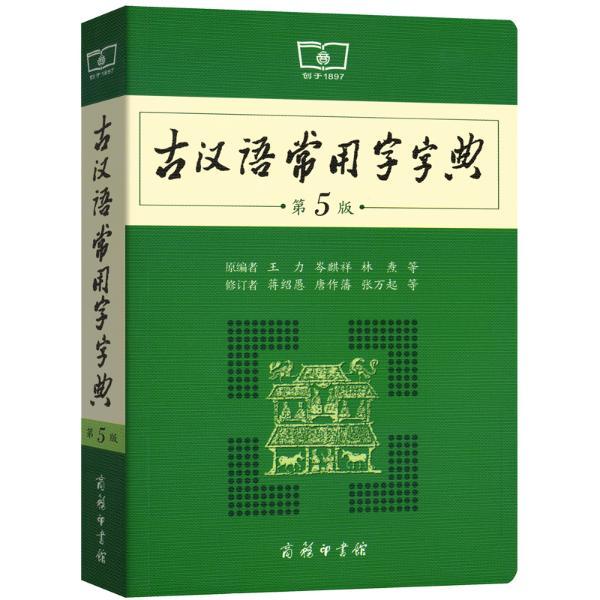 创于1897
古汉语常用字字典
第5版
原编者 王力 岑麒祥 林焘 等
修订者 蒋绍愚 唐作藩 张万起 等
商务印书馆
古汉语常用字字典
第5版
商务印书馆